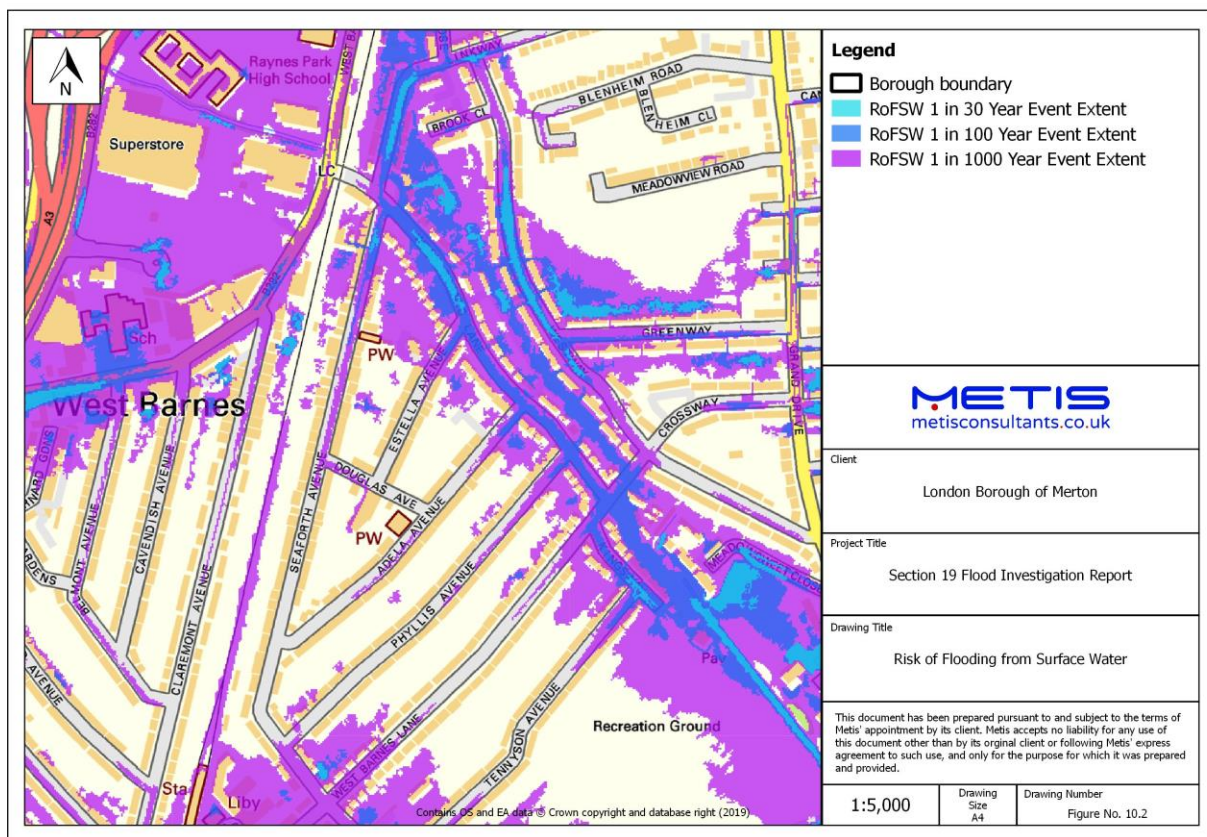 N
Raynes Park
High School
Superstore
B282
A3
WEST BA
LC
BROOK CL
BLENHEIM ROAD
BLENHEIM CL
MEADOWVIEW ROAD
CAN
B282
Sch
West Barnes
PW
GREENWAY
GRAND DRIVE
CROSSWAY
ESTELLA AVENUE
DOUGLAS AVE
PW
ADELA AVENUE
SEAFORTH AVENUE
CAVENDISH AVENUE
BELMONT AVENUE
CLAREMONT AVENUE
PHYLLIS AVENUE
ARDENS
AVENUE
WEST BARNES LANE
TENNYSON AVENUE
Pav
Recreation Ground
Sta
Liby
Contains OS and EA data © Crown copyright and database right (2019)
Legend
Borough boundary
RoFSW 1 in 30 Year Event Extent
RoFSW 1 in 100 Year Event Extent
RoFSW 1 in 1000 Year Event Extent
METIS
metisconsultants.co.uk
Client
London Borough of Merton
Project Title
Section 19 Flood Investigation Report
Drawing Title
Risk of Flooding from Surface Water
This document has been prepared pursuant to and subject to the terms of
Metis' appointment by its client. Metis accepts no liability for any use of
this document other than by its orginal client or following Metis' express
agreement to such use, and only for the purpose for which it was prepared
and provided.
1:5,000
Drawing
Size
A4
Drawing Number
Figure No. 10.2